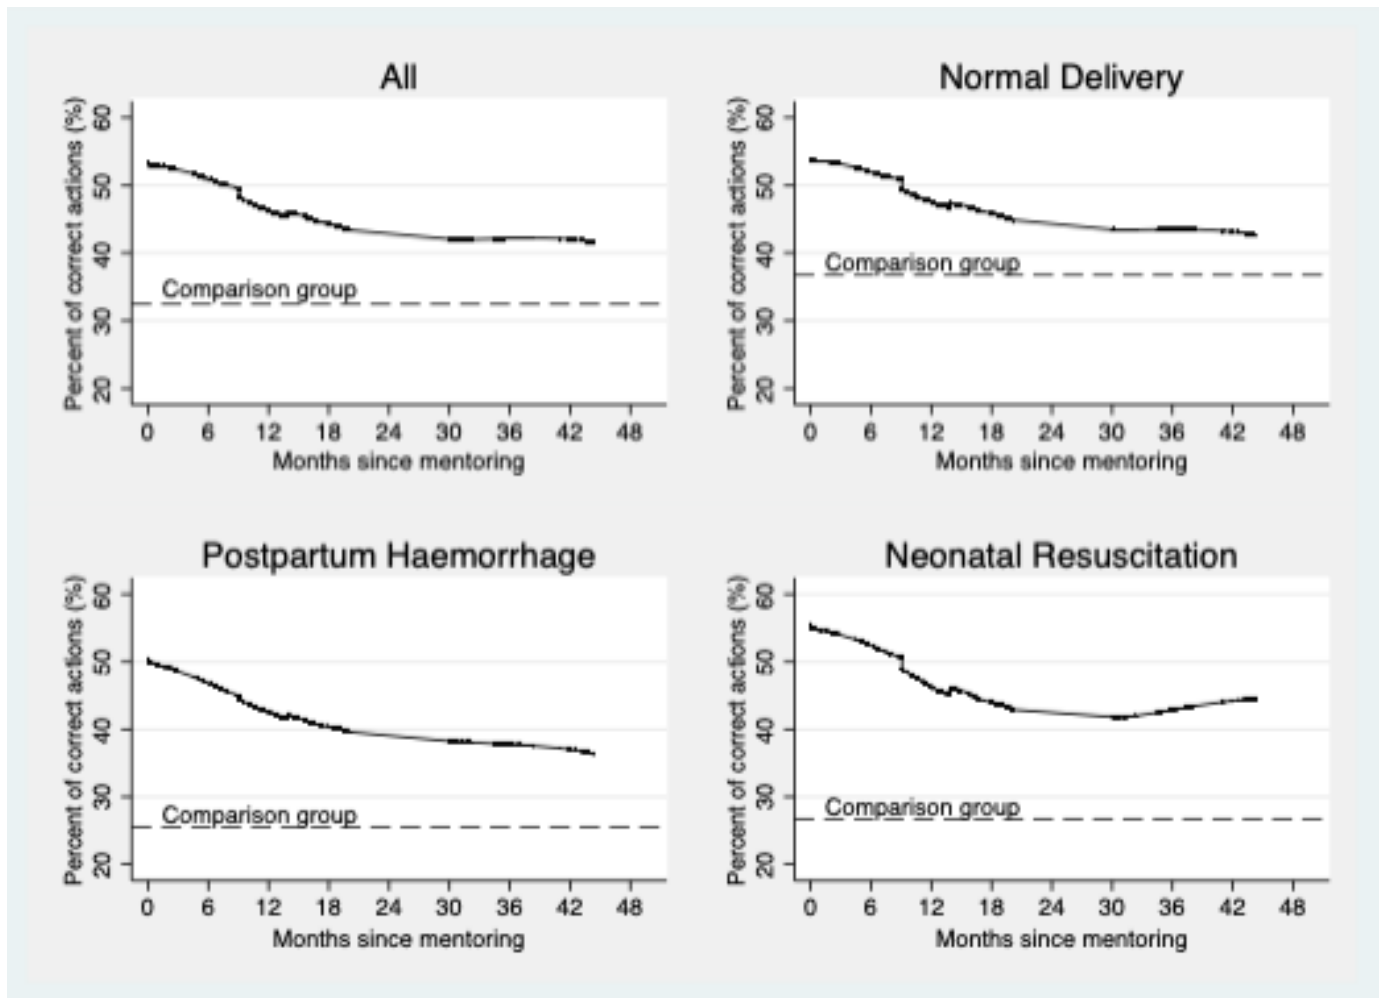 All
Percent of correct actions (%)
60
50
40
30
20
Comparison group
0 6 12 18 24 30 36 42 48
Months since mentoring
Normal Delivery
Percent of correct actions (%)
60
50
40
30
20
Comparison group
0 6 12 18 24 30 36 42 48
Months since mentoring
Postpartum Haemorrhage
Percent of correct actions (%)
60
50
40
30
20
Comparison group
0 6 12 18 24 30 36 42 48
Months since mentoring
Neonatal Resuscitation
Percent of correct actions (%)
60
50
40
30
20
Comparison group
0 6 12 18 24 30 36 42 48
Months since mentoring